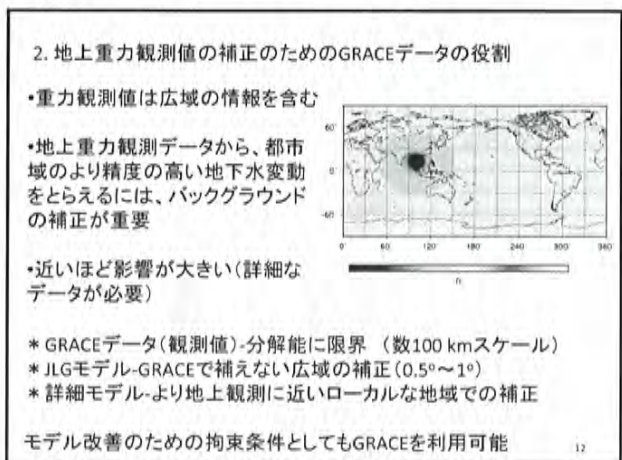 2. 地上重力観測値の補正のためのGRACEデータの役割
•重力観測値は広域の情報を含む
•地上重力観測データから、都市
域のより精度の高い地下水変動
をとらえるには、バックグラウンド
の補正が重要
•近いほど影響が大きい(詳細な
データが必要)
60
0
-60
0 60 120 180 240 300 360
* GRACEデータ(観測値)-分解能に限界 (数100 kmスケール)
* JLGモデル-GRACEで補えない広域の補正(0.5°~1°)
* 詳細モデル-より地上観測に近いローカルな地域での補正
モデル改善のための拘束条件としてもGRACEを利用可能
12